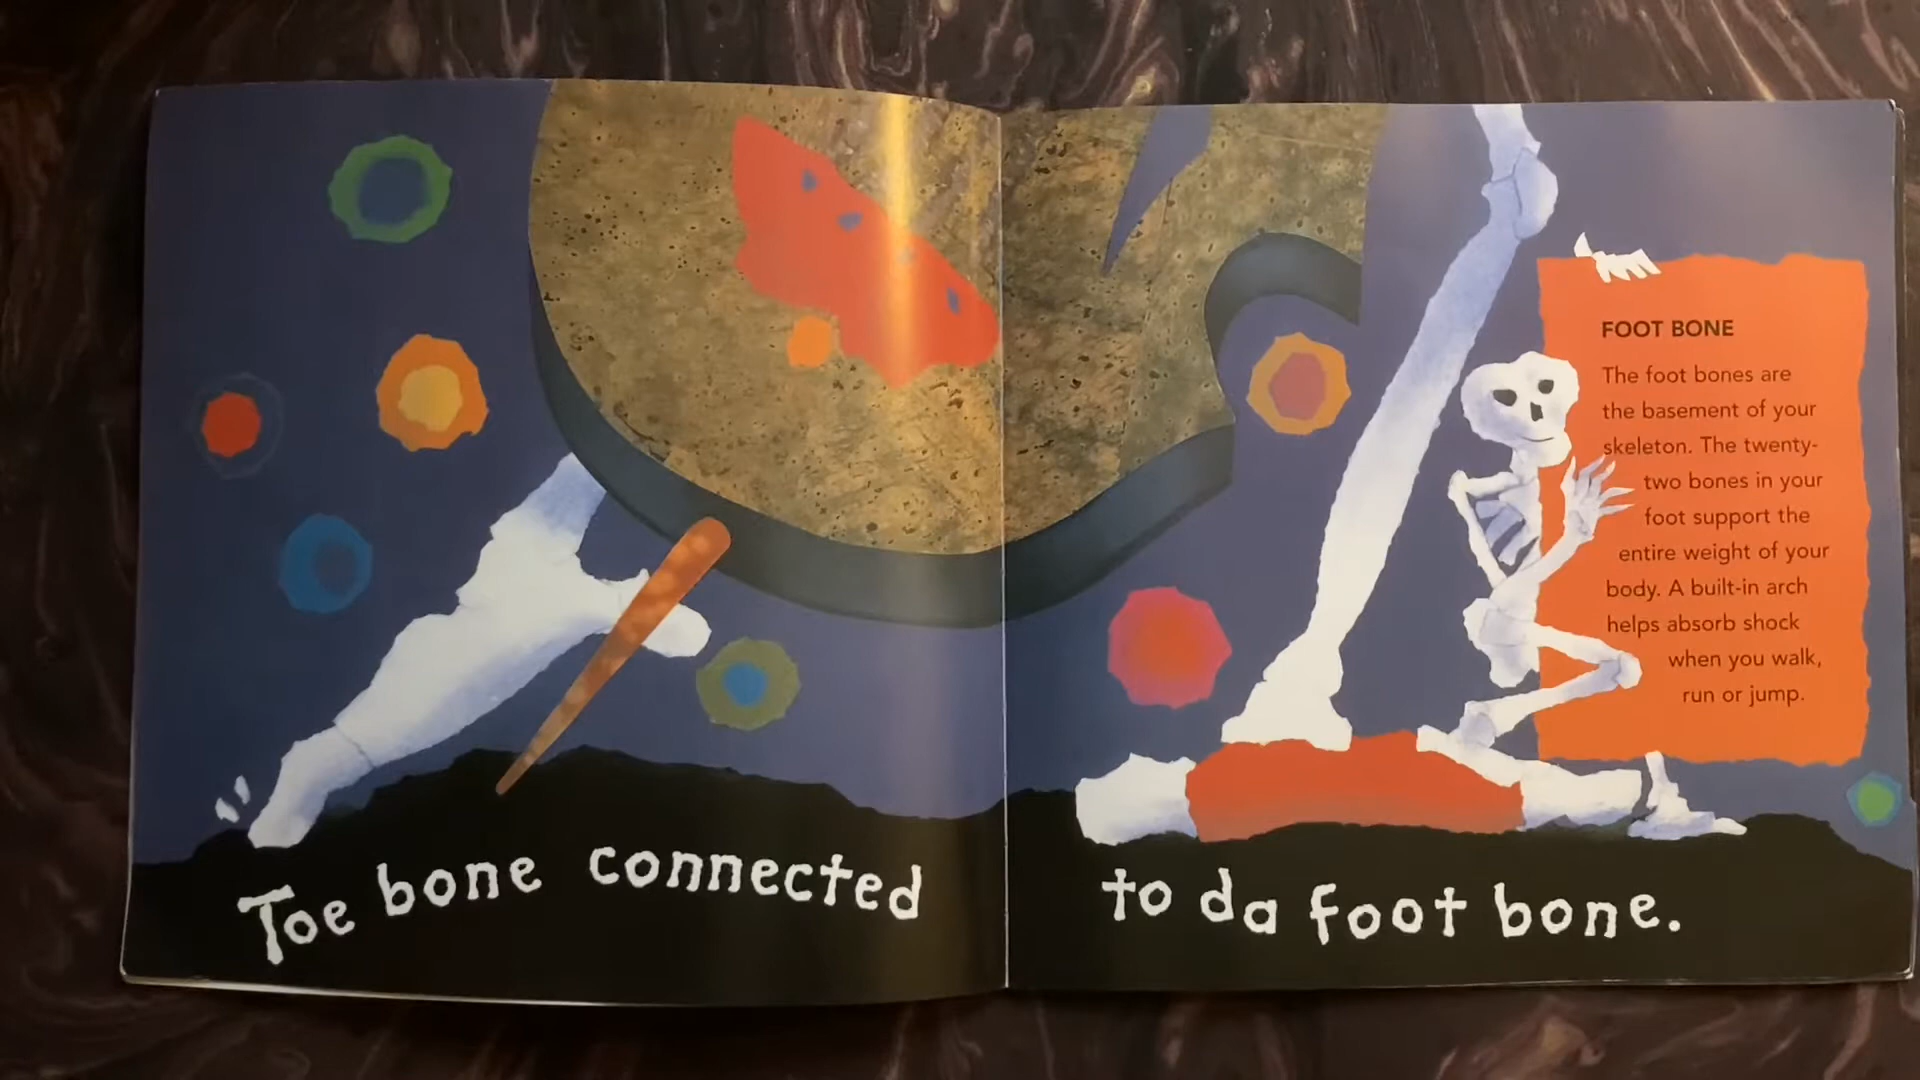 Toe bone connected
to da foot bone.
FOOT BONE
The foot bones are
the basement of your
skeleton. The twenty-
two bones in your
foot support the
entire weight of your
body. A built-in arch
helps absorb shock
when you walk,
run or jump.